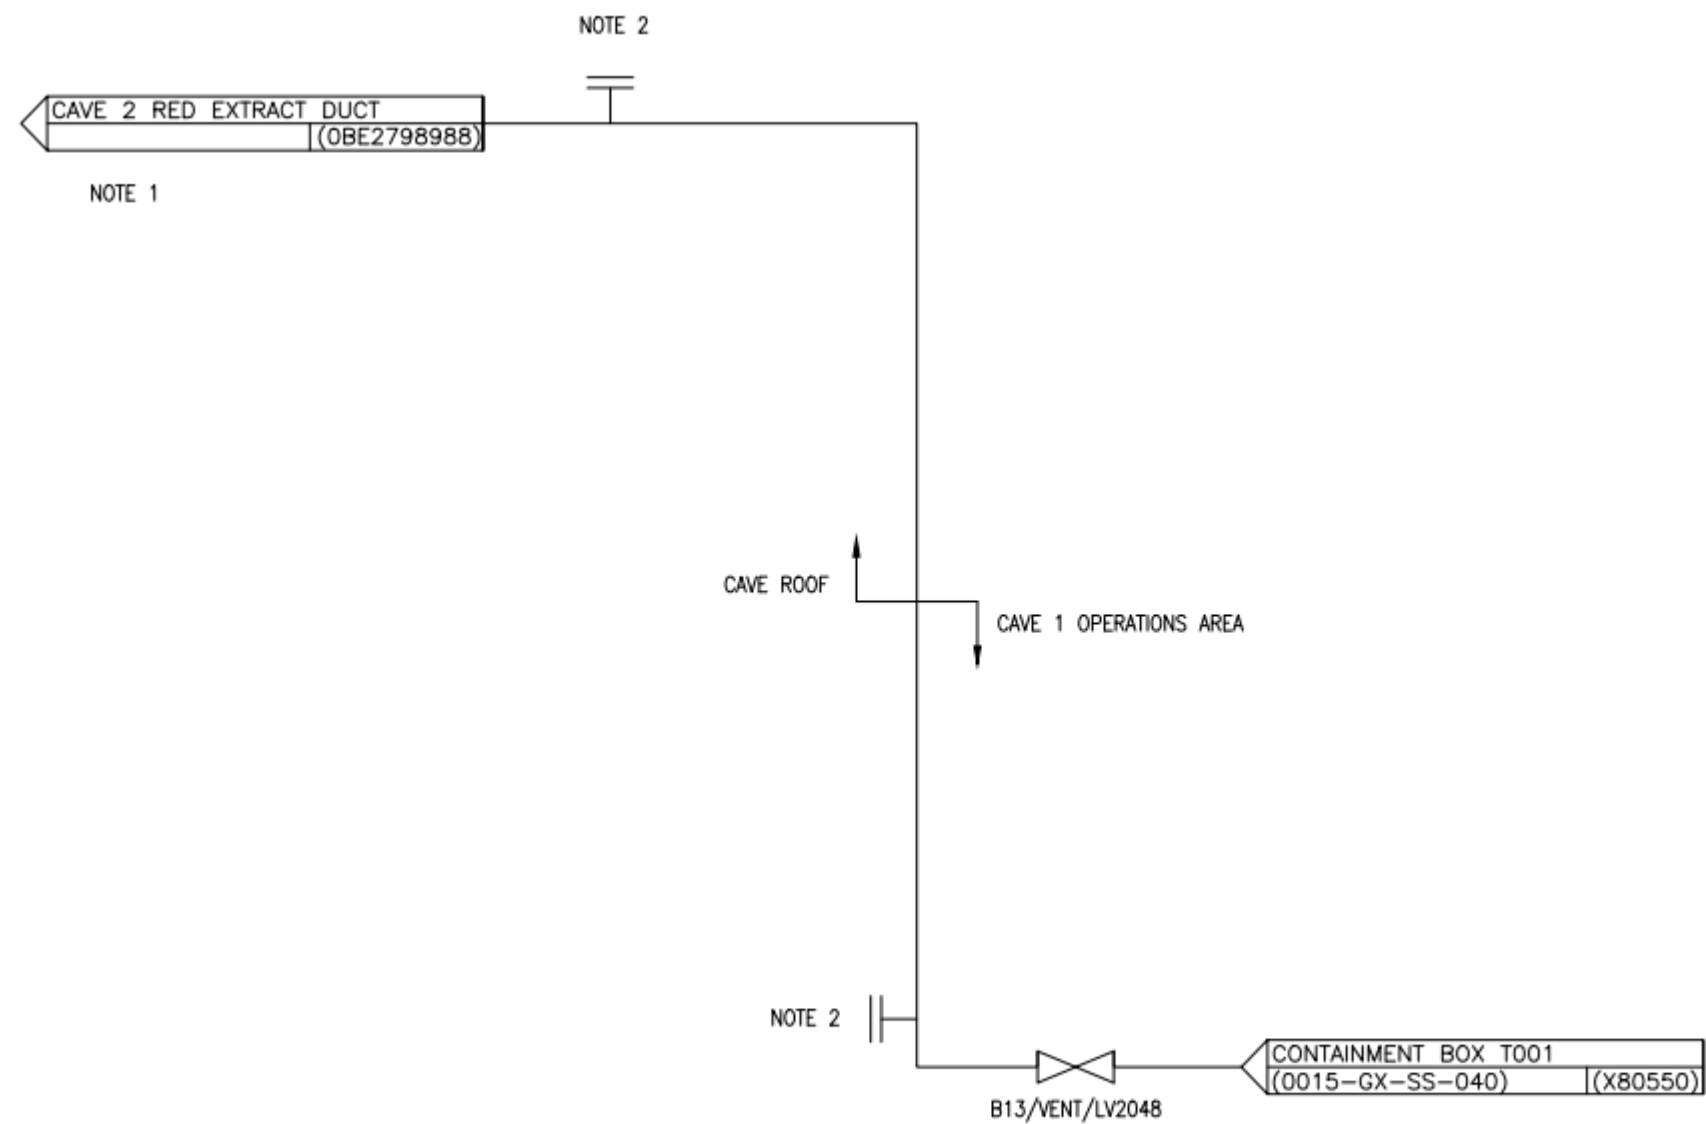 NOTE 2
CAVE 2 RED EXTRACT DUCT
(0BE2798988)
NOTE 1
CAVE ROOF
CAVE 1 OPERATIONS AREA
NOTE 2
CONTAINMENT BOX T001
(0015-GX-SS-040) (X80550)
B13/VENT/LV2048